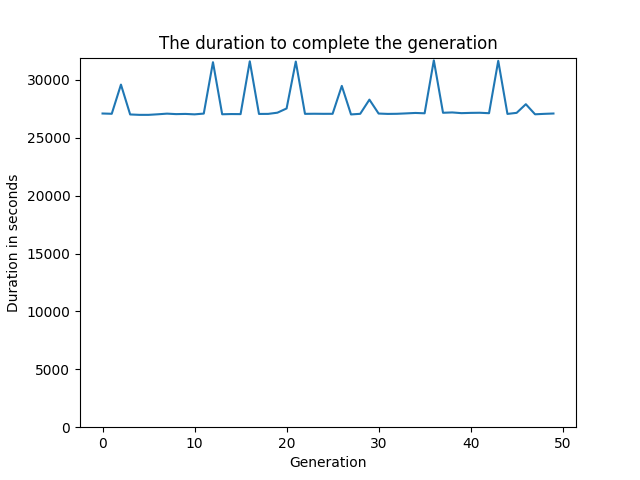 The duration to complete the generation
30000
25000
20000
15000
10000
5000
0
Duration in seconds
0 10 20 30 40 50
Generation